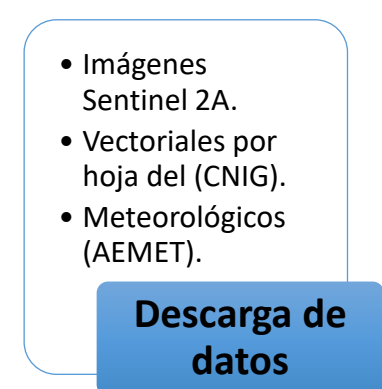 • Imágenes
Sentinel 2A.
• Vectoriales por
hoja del (CNIG).
• Meteorológicos
(AEMET).
Descarga de
datos